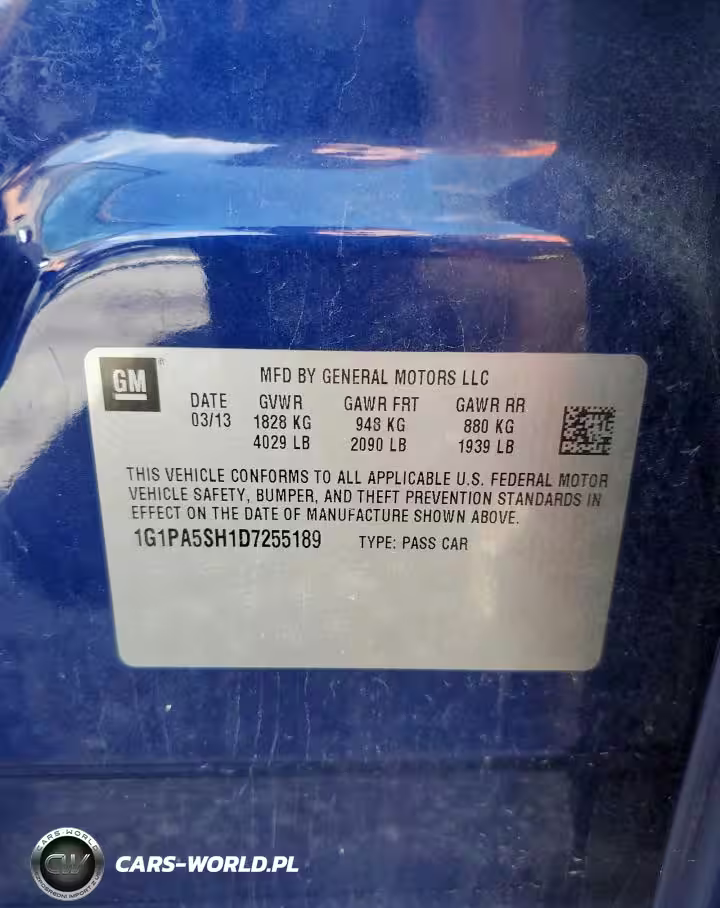 GM ®
MFD BY GENERAL MOTORS LLC
DATE GVWR GAWR FRT GAWR RR
03/13 1828 KG 948 KG 880 KG
4029 LB 2090 LB 1939 LB
THIS VEHICLE CONFORMS TO ALL APPLICABLE U.S. FEDERAL MOTOR
VEHICLE SAFETY, BUMPER, AND THEFT PREVENTION STANDARDS IN
EFFECT ON THE DATE OF MANUFACTURE SHOWN ABOVE.
1G1PA5SH1D7255189 TYPE: PASS CAR
CARS-WORLD
CW
CARS-WORLD.PL